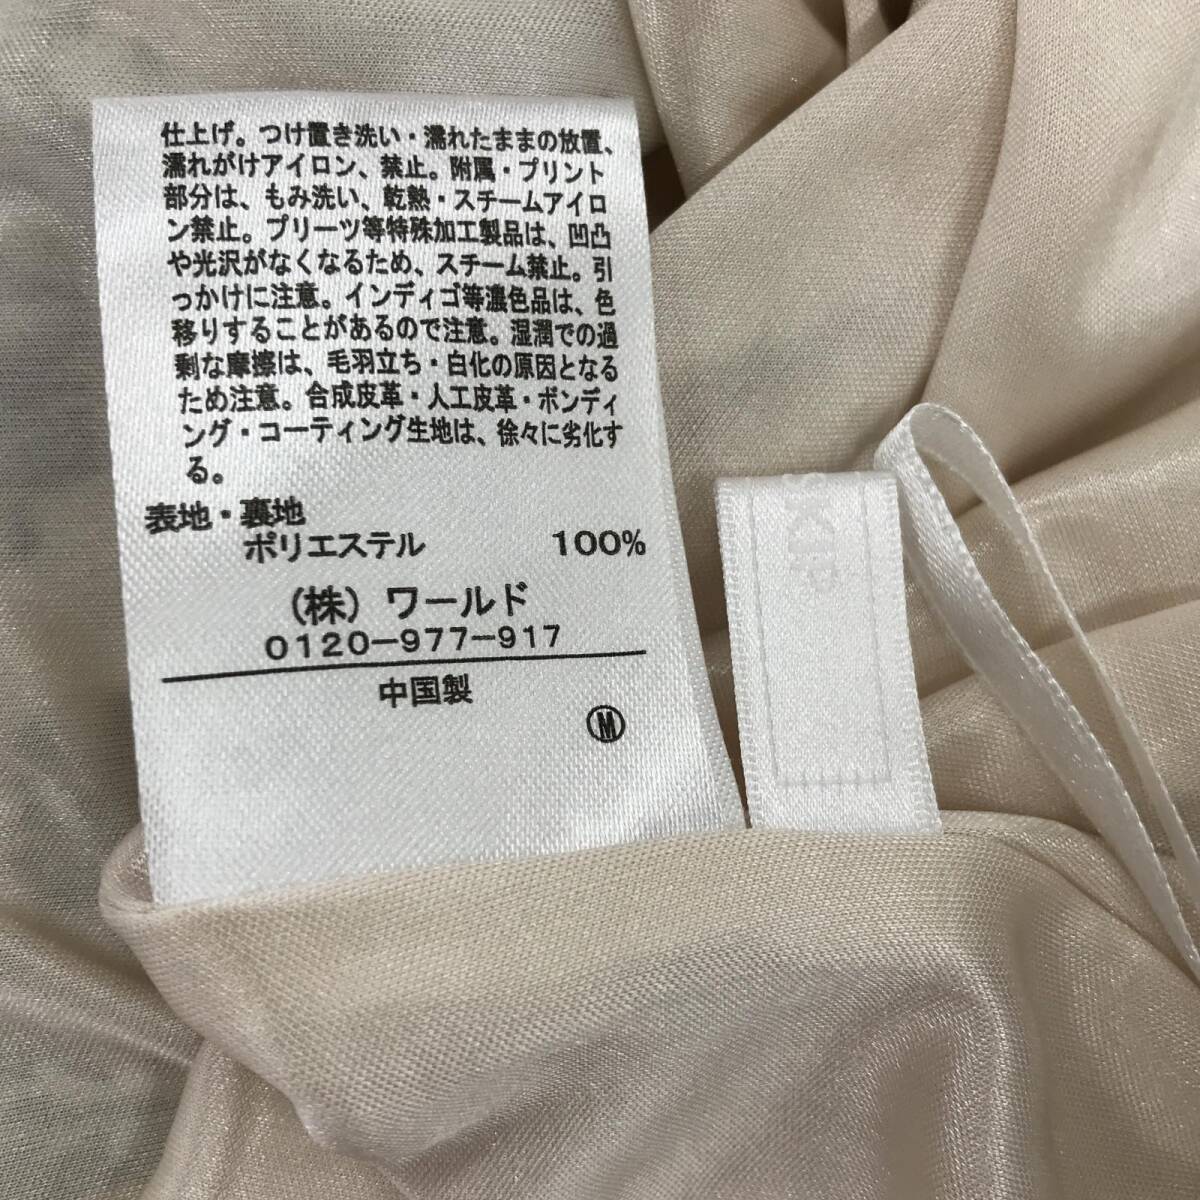 仕上げ。つけ置き洗い・濡れたままの放置、
濡れがけアイロン、禁止。附属・プリント
部分は、もみ洗い、乾熱・スチームアイロ
ン禁止。プリーツ等特殊加工製品は、凹凸
や光沢がなくなるため、スチーム禁止。引
っかけに注意。インディゴ等濃色品は、色
移りすることがあるので注意。湿潤での過
剰な摩擦は、毛羽立ち・白化の原因となる
ため注意。合成皮革・人工皮革・ボンディ
ング・コーティング生地は、徐々に劣化す
る。
表地・裏地
ポリエステル 100%
(株) ワールド
0120-977-917
中国製
Ⓜ